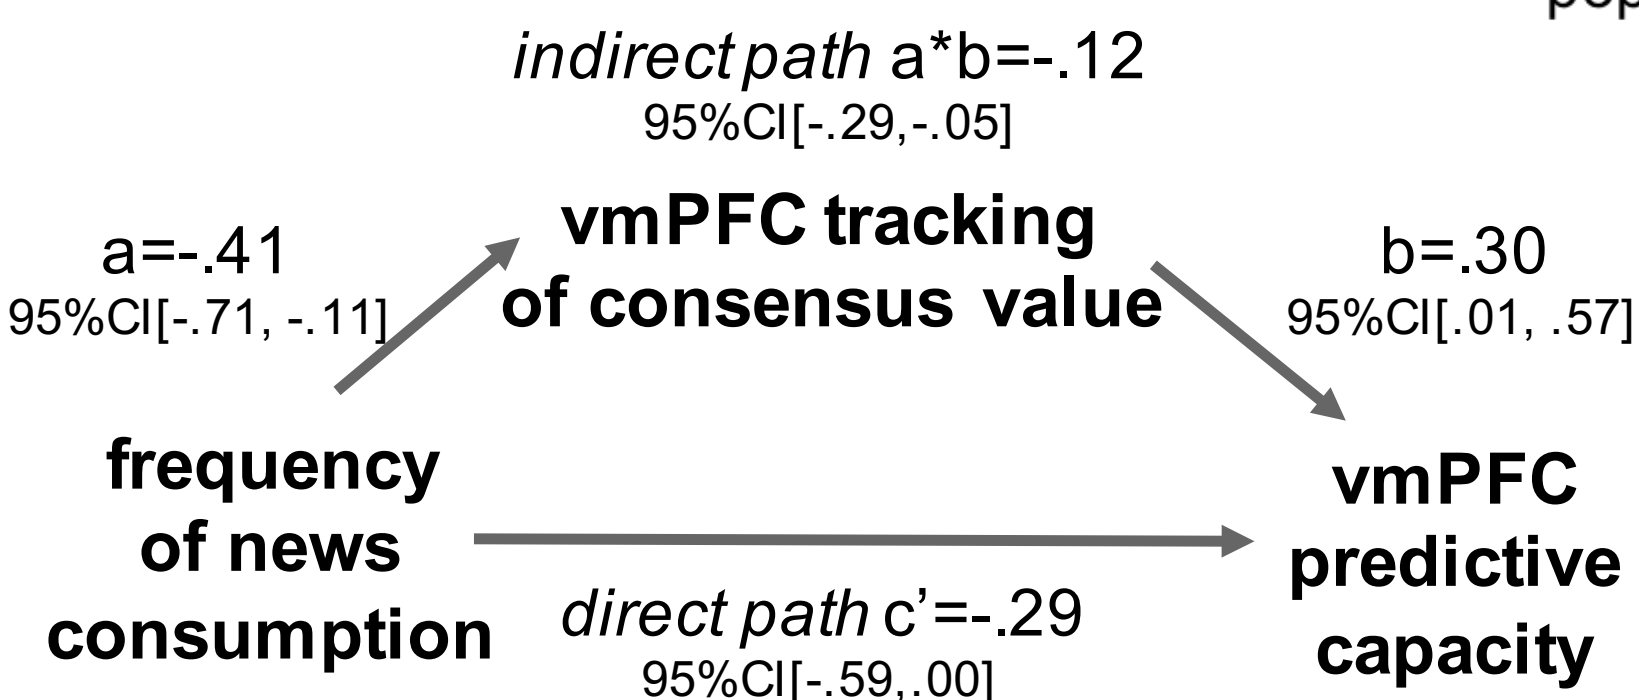 indirect path a*b=-.12
95%CI[-.29,-.05]
vmPFC tracking
of consensus value
a=-.41
95%CI[-.71, -.11]
b=.30
95%CI[.01, .57]
frequency
of news
consumption
direct path c’=-.29
95%CI[-.59,.00]
vmPFC
predictive
capacity